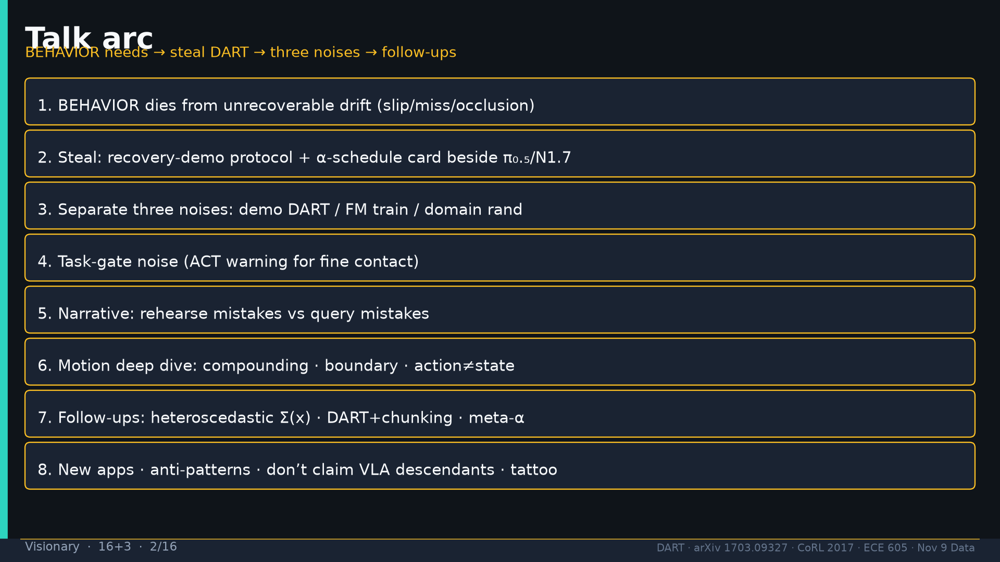 Talk arc
BEHAVIOR needs → steal DART → three noises → follow-ups
1. BEHAVIOR dies from unrecoverable drift (slip/miss/occlusion)
2. Steal: recovery-demo protocol + α-schedule card beside π₀.₅/N1.7
3. Separate three noises: demo DART / FM train / domain rand
4. Task-gate noise (ACT warning for fine contact)
5. Narrative: rehearse mistakes vs query mistakes
6. Motion deep dive: compounding · boundary · action≠state
7. Follow-ups: heteroscedastic Σ(x) · DART+chunking · meta-α
8. New apps · anti-patterns · don’t claim VLA descendants · tattoo
Visionary · 16+3 · 2/16
DART · arXiv 1703.09327 · CoRL 2017 · ECE 605 · Nov 9 Data